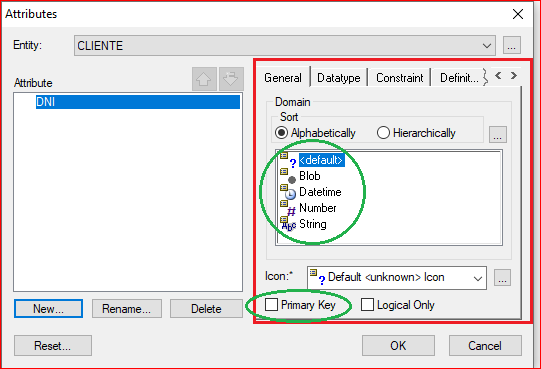 Attributes
Entity: CLIENTE ...
Attribute
DNI
New... Rename... Delete
General Datatype Constraint Definit...
Domain
Sort
Alphabetically Hierarchically ...
<default>
Blob
Datetime
Number
String
Icon:* Default <unknown> Icon ...
Primary Key Logical Only
Reset... OK Cancel